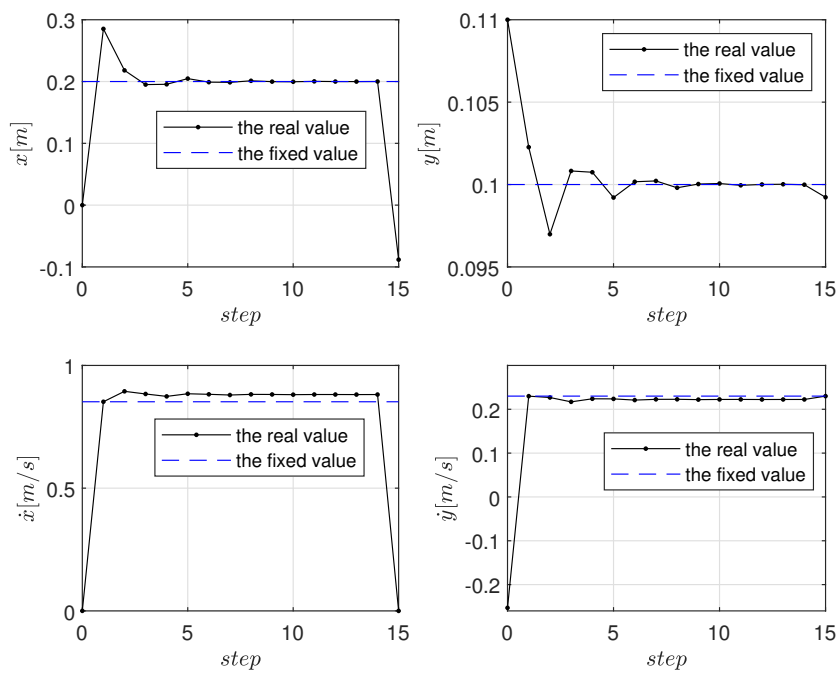 0.3
0.2
0.1
0
-0.1
x[m]
the real value
the fixed value
0
5
10
15
step
0.11
0.105
0.1
0.095
y[m]
the real value
the fixed value
0
5
10
15
step
1
0.5
0
ẋ[m/s]
the real value
the fixed value
0
5
10
15
step
0.2
0.1
0
-0.1
-0.2
ẏ[m/s]
the real value
the fixed value
0
5
10
15
step